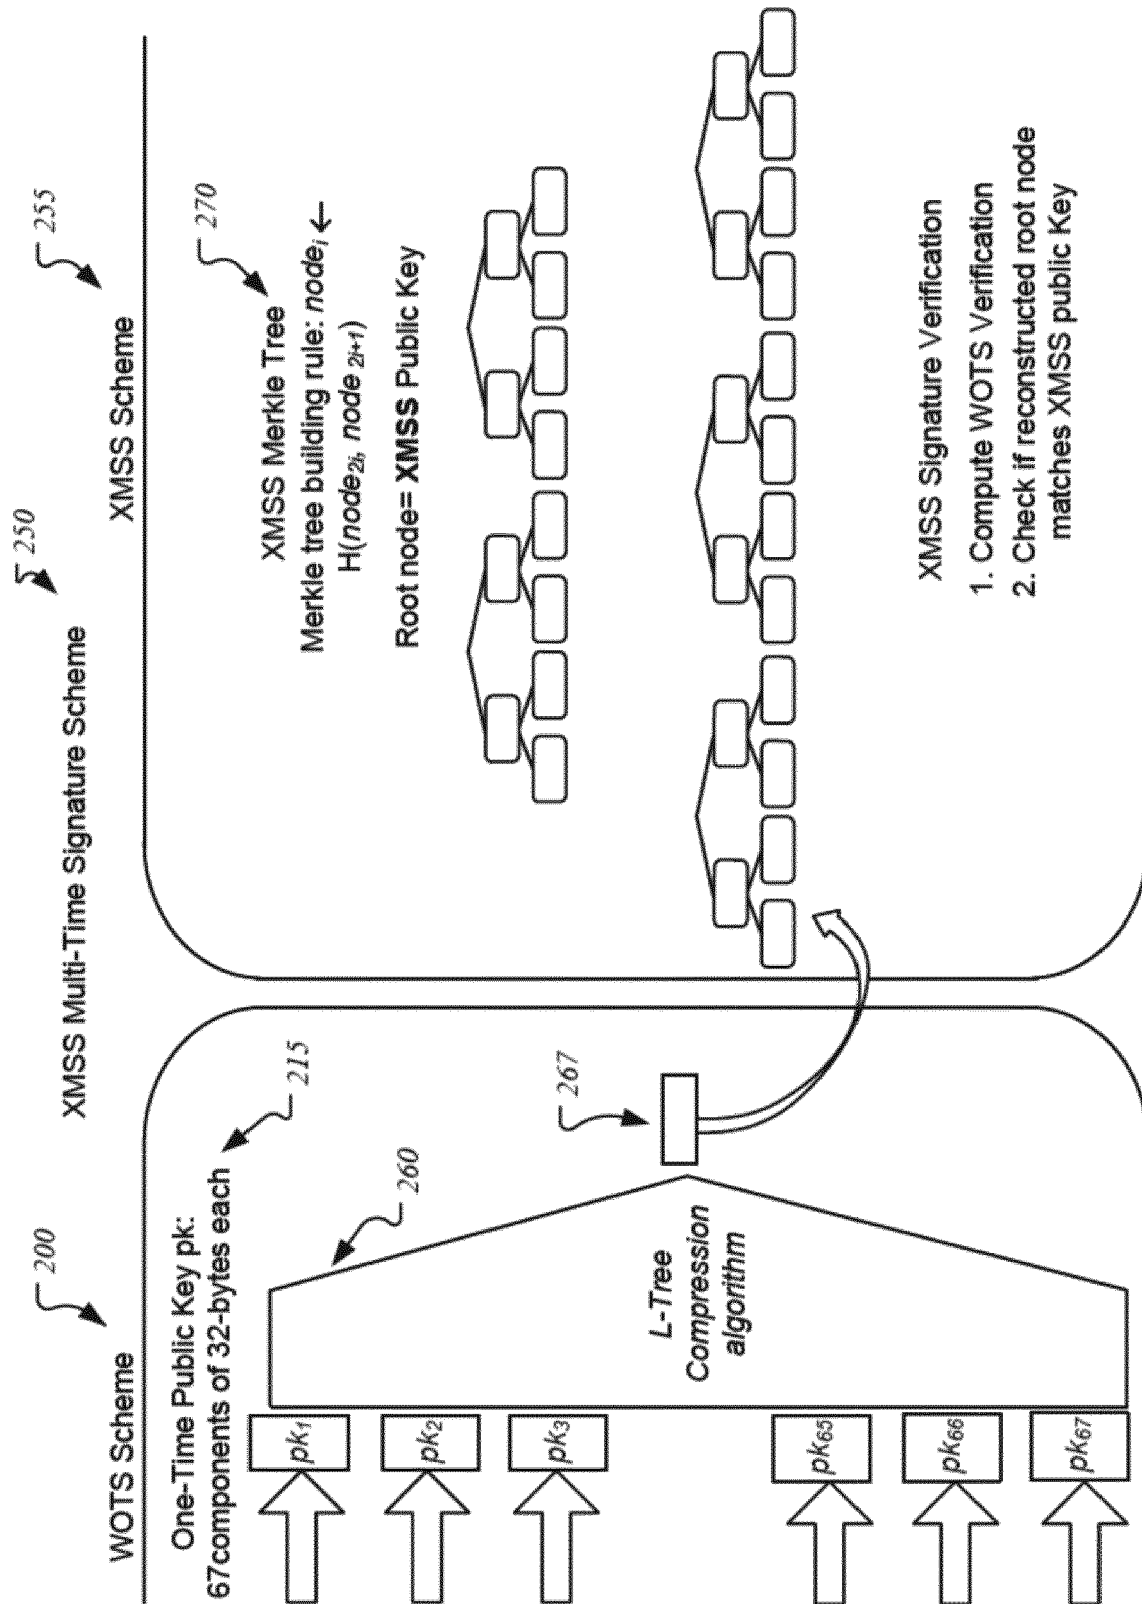 XMSS Multi-Time Signature Scheme
250
WOTS Scheme
200
XMSS Scheme
255
One-Time Public Key pk:
67components of 32-bytes each
215
260
pk1
pk2
pk3
pk65
pk66
pk67
L-Tree
Compression
algorithm
267
XMSS Merkle Tree
270
Merkle tree building rule: nodei ←
H(node2i, node 2i+1)
Root node= XMSS Public Key
XMSS Signature Verification
1. Compute WOTS Verification
2. Check if reconstructed root node
matches XMSS public Key